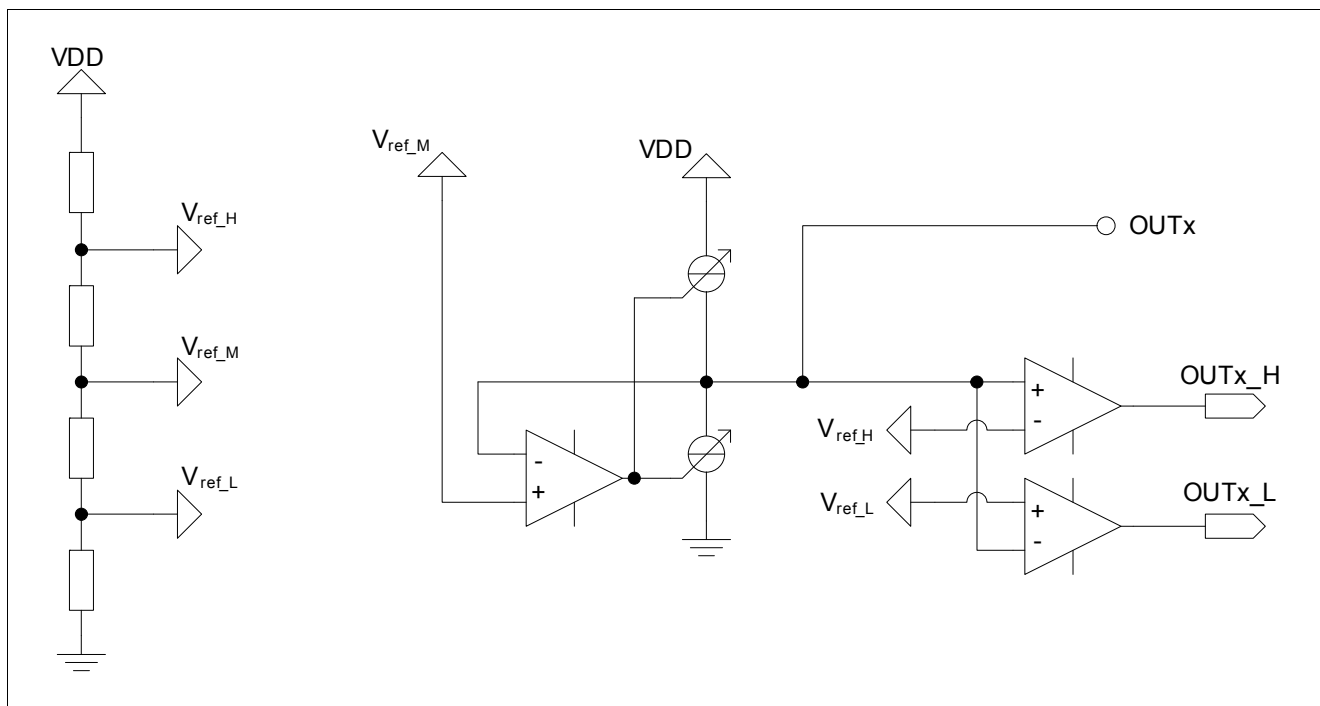 VDD
Vref_H
Vref_M
Vref_L
Vref_M
VDD
OUTx
-
+
+
-
Vref_H
OUTx_H
+
-
Vref_L
OUTx_L